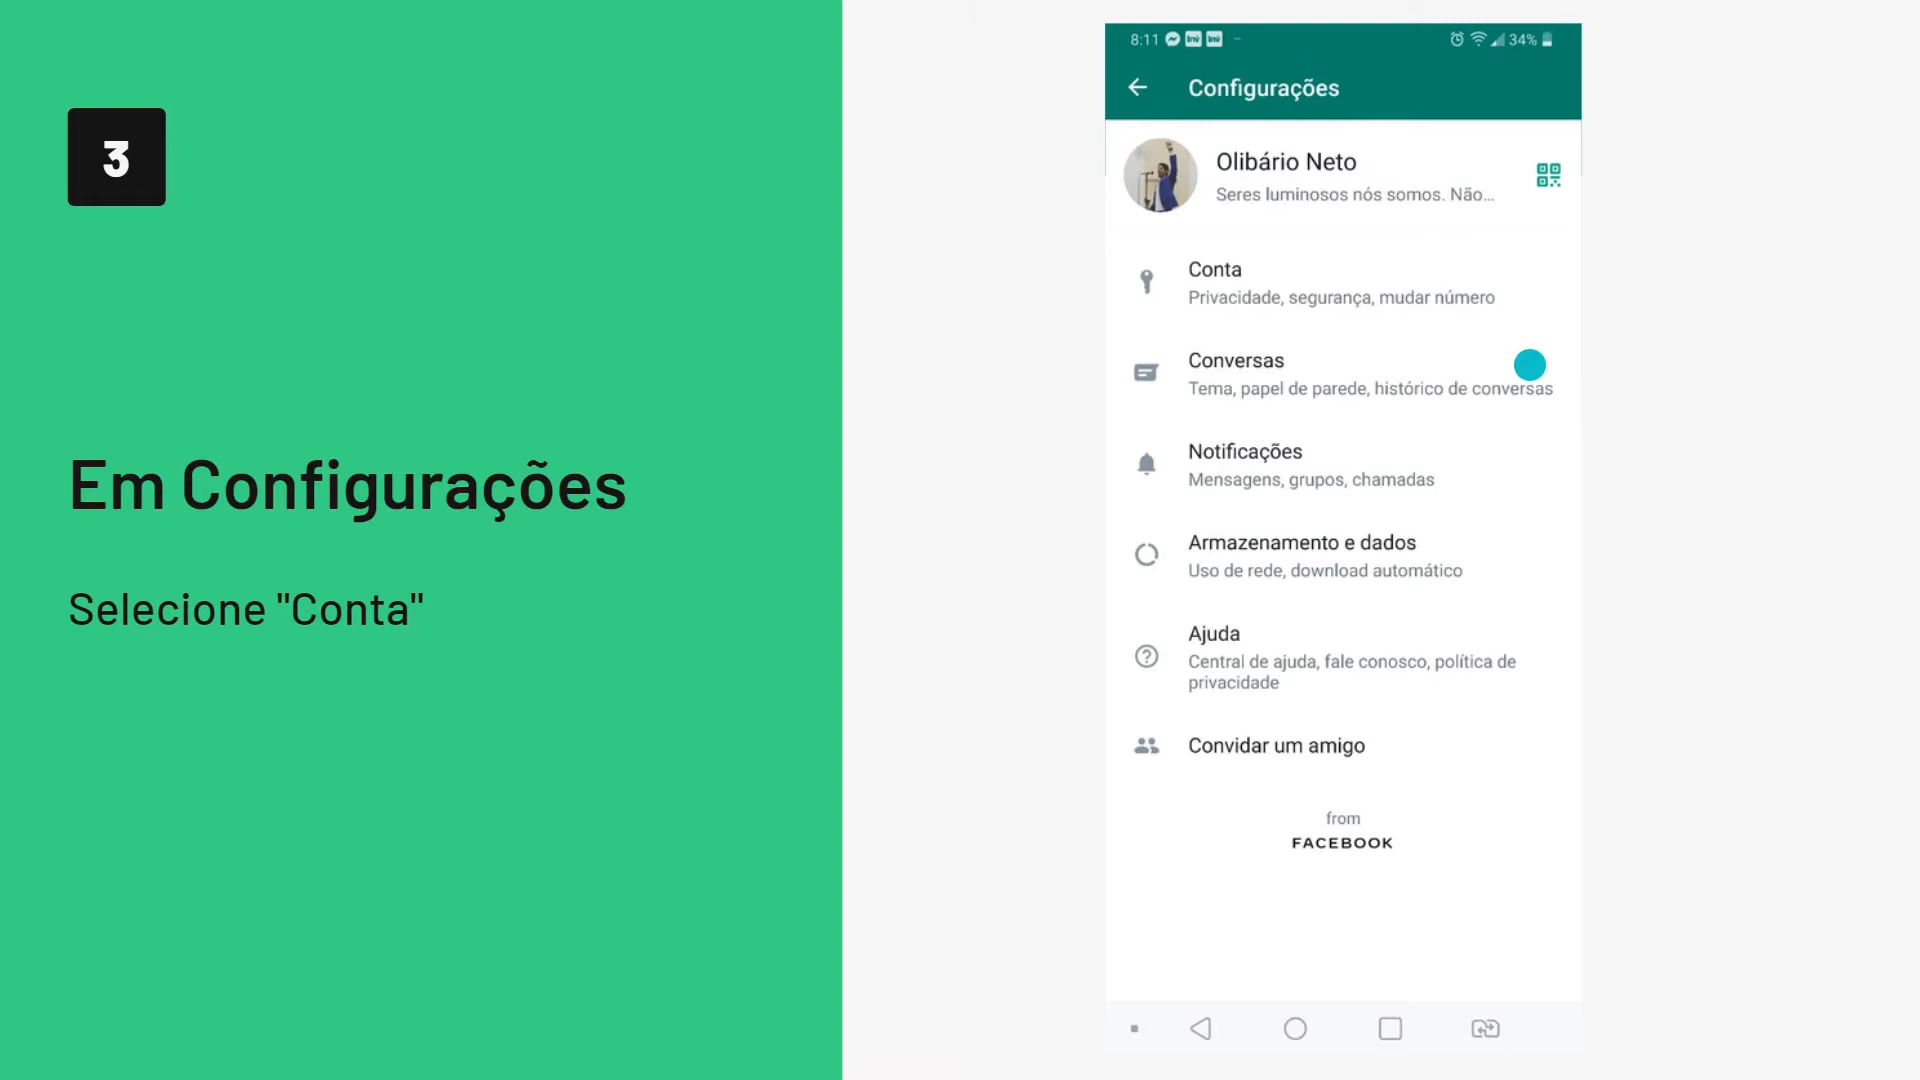 3
Em Configurações
Selecione "Conta"
8:11
34%
Configurações
Olibário Neto
Seres luminosos nós somos. Não...
Conta
Privacidade, segurança, mudar número
Conversas
Tema, papel de parede, histórico de conversas
Notificações
Mensagens, grupos, chamadas
Armazenamento e dados
Uso de rede, download automático
Ajuda
Central de ajuda, fale conosco, política de
privacidade
Convidar um amigo
from
FACEBOOK